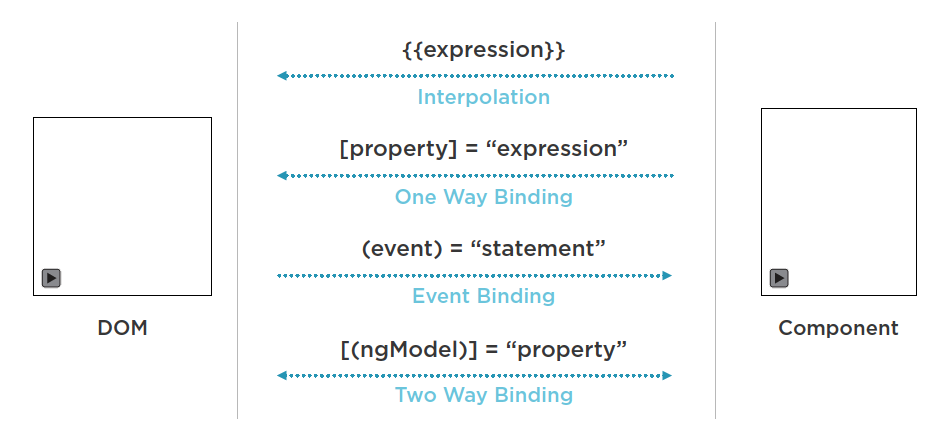 {{expression}}
Interpolation
[property] = “expression”
One Way Binding
(event) = “statement”
Event Binding
[(ngModel)] = “property”
Two Way Binding
DOM
Component